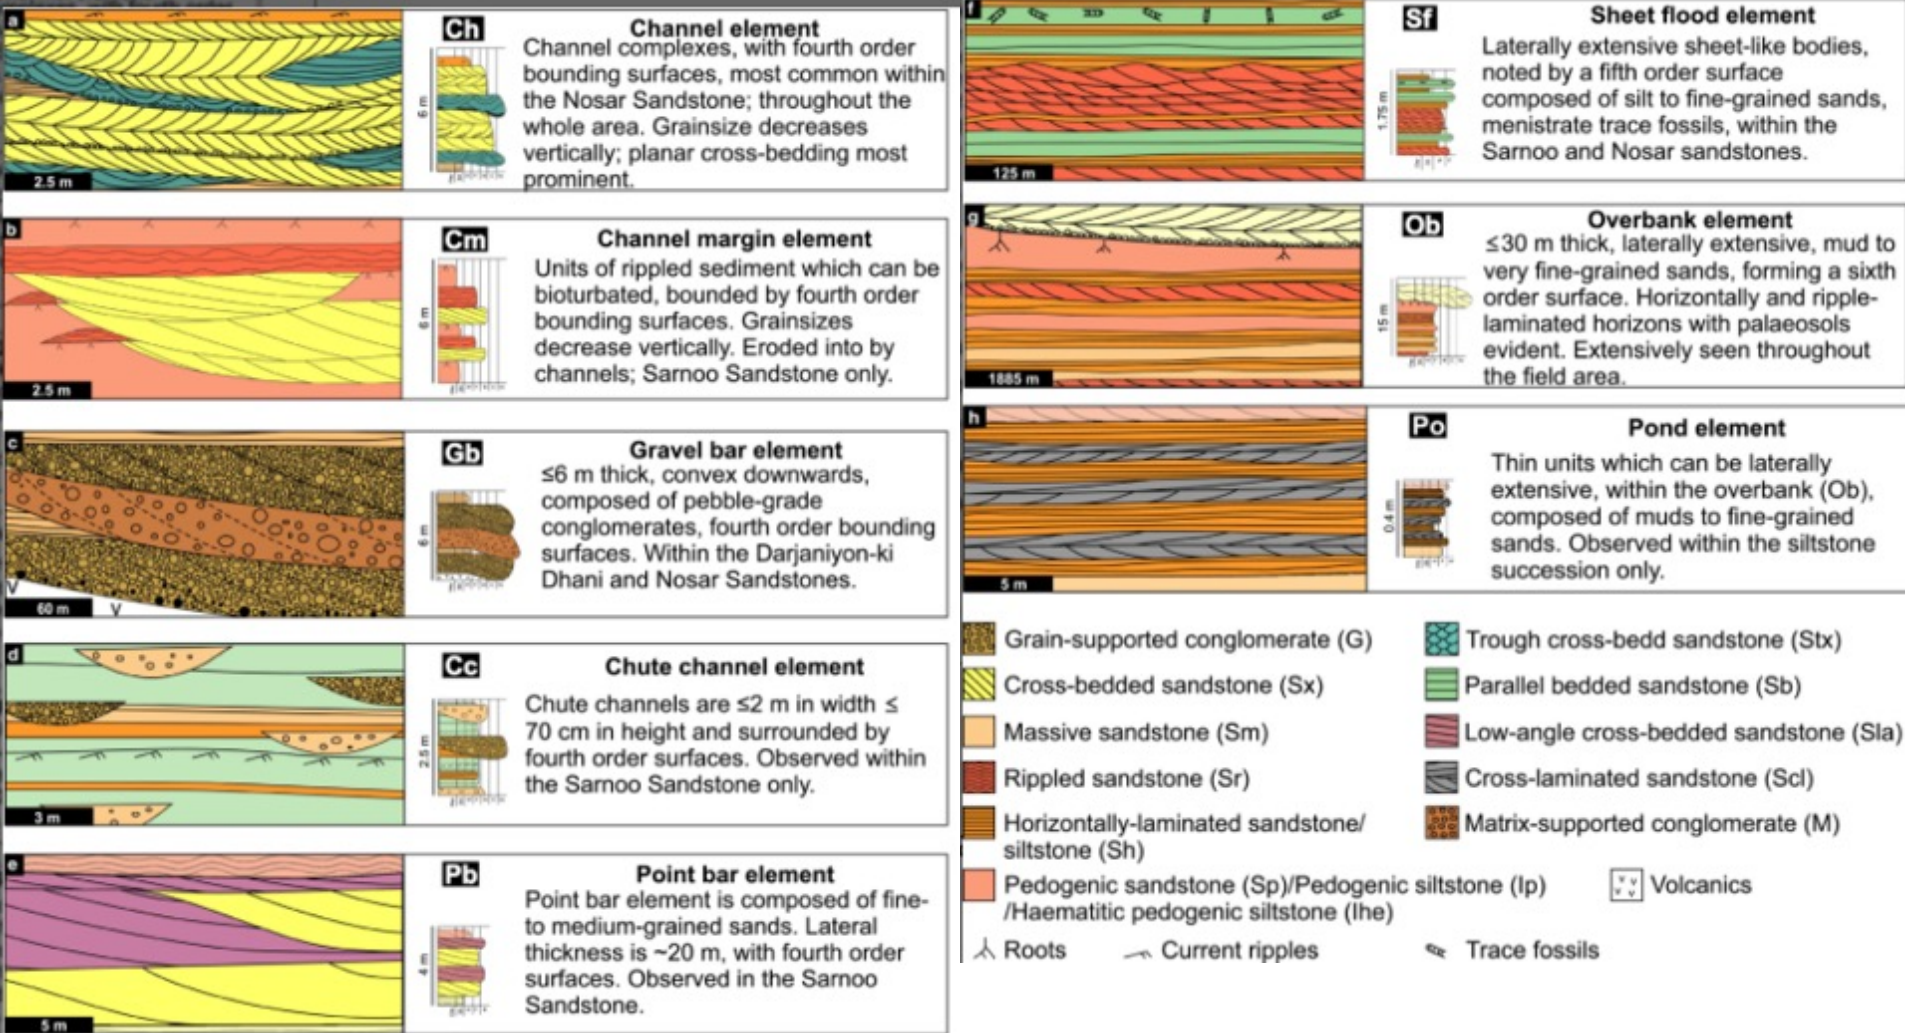 a
Ch
Channel element
Channel complexes, with fourth order
bounding surfaces, most common within
the Nosar Sandstone; throughout the
whole area. Grainsize decreases
vertically; planar cross-bedding most
prominent.
6 m
2.5 m
b
Cm
Channel margin element
Units of rippled sediment which can be
bioturbated, bounded by fourth order
bounding surfaces. Grainsizes
decrease vertically. Eroded into by
channels; Sarnoo Sandstone only.
6 m
2.5 m
c
Gb
Gravel bar element
≤6 m thick, convex downwards,
composed of pebble-grade
conglomerates, fourth order bounding
surfaces. Within the Darjaniyon-ki
Dhani and Nosar Sandstones.
6 m
V
60 m
V
d
Cc
Chute channel element
Chute channels are ≤2 m in width ≤
70 cm in height and surrounded by
fourth order surfaces. Observed within
the Sarnoo Sandstone only.
2.5 m
3 m
e
Pb
Point bar element
Point bar element is composed of fine-
to medium-grained sands. Lateral
thickness is ~20 m, with fourth order
surfaces. Observed in the Sarnoo
Sandstone.
4 m
5 m
f
Sf
Sheet flood element
Laterally extensive sheet-like bodies,
noted by a fifth order surface
composed of silt to fine-grained sands,
menistrate trace fossils, within the
Sarnoo and Nosar sandstones.
1.75 m
125 m
g
Ob
Overbank element
≤30 m thick, laterally extensive, mud to
very fine-grained sands, forming a sixth
order surface. Horizontally and ripple-
laminated horizons with palaeosols
evident. Extensively seen throughout
the field area.
15 m
1885 m
h
Po
Pond element
Thin units which can be laterally
extensive, within the overbank (Ob),
composed of muds to fine-grained
sands. Observed within the siltstone
succession only.
0.4 m
5 m
Grain-supported conglomerate (G)
Cross-bedded sandstone (Sx)
Massive sandstone (Sm)
Rippled sandstone (Sr)
Horizontally-laminated sandstone/
siltstone (Sh)
Pedogenic sandstone (Sp)/Pedogenic siltstone (Ip)
/Haematitic pedogenic siltstone (Ihe)
Roots
Current ripples
Trough cross-bedd sandstone (Stx)
Parallel bedded sandstone (Sb)
Low-angle cross-bedded sandstone (Sla)
Cross-laminated sandstone (Scl)
Matrix-supported conglomerate (M)
Volcanics
Trace fossils